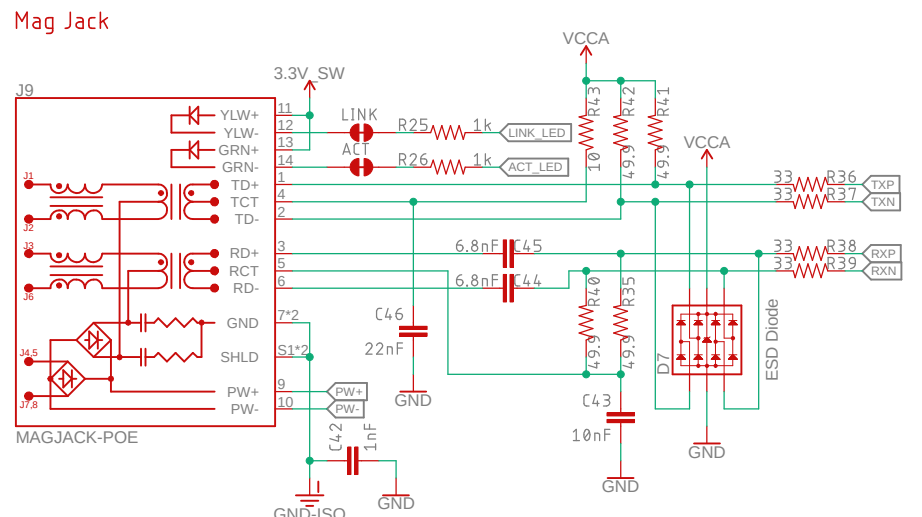 Mag Jack
VCCA
3.3V_SW
J9
YLW+ 11
LINK
R43
R42
R41
YLW- 12
R25 1k LINK_LED
GRN+ 13
ACT
VCCA
GRN- 14
R26 1k ACT_LED
10
49.9
49.9
J1
TD+ 1
33 R36 TXP
TCT 4
33 R37 TXN
J2
TD- 2
J3
RD+ 3
6.8nF C45
33 R38 RXP
RCT 5
33 R39 RXN
J6
RD- 6
6.8nF C44
R40
R35
GND 7*2
C46
22nF
49.9
49.9
D7
ESD Diode
SHLD S1*2
J4,5
PW+ 9 PW+
J7,8
PW- 10 PW-
GND
C43
10nF
MAGJACK-POE
C42
1nF
GND
GND
GND
GND-ISO